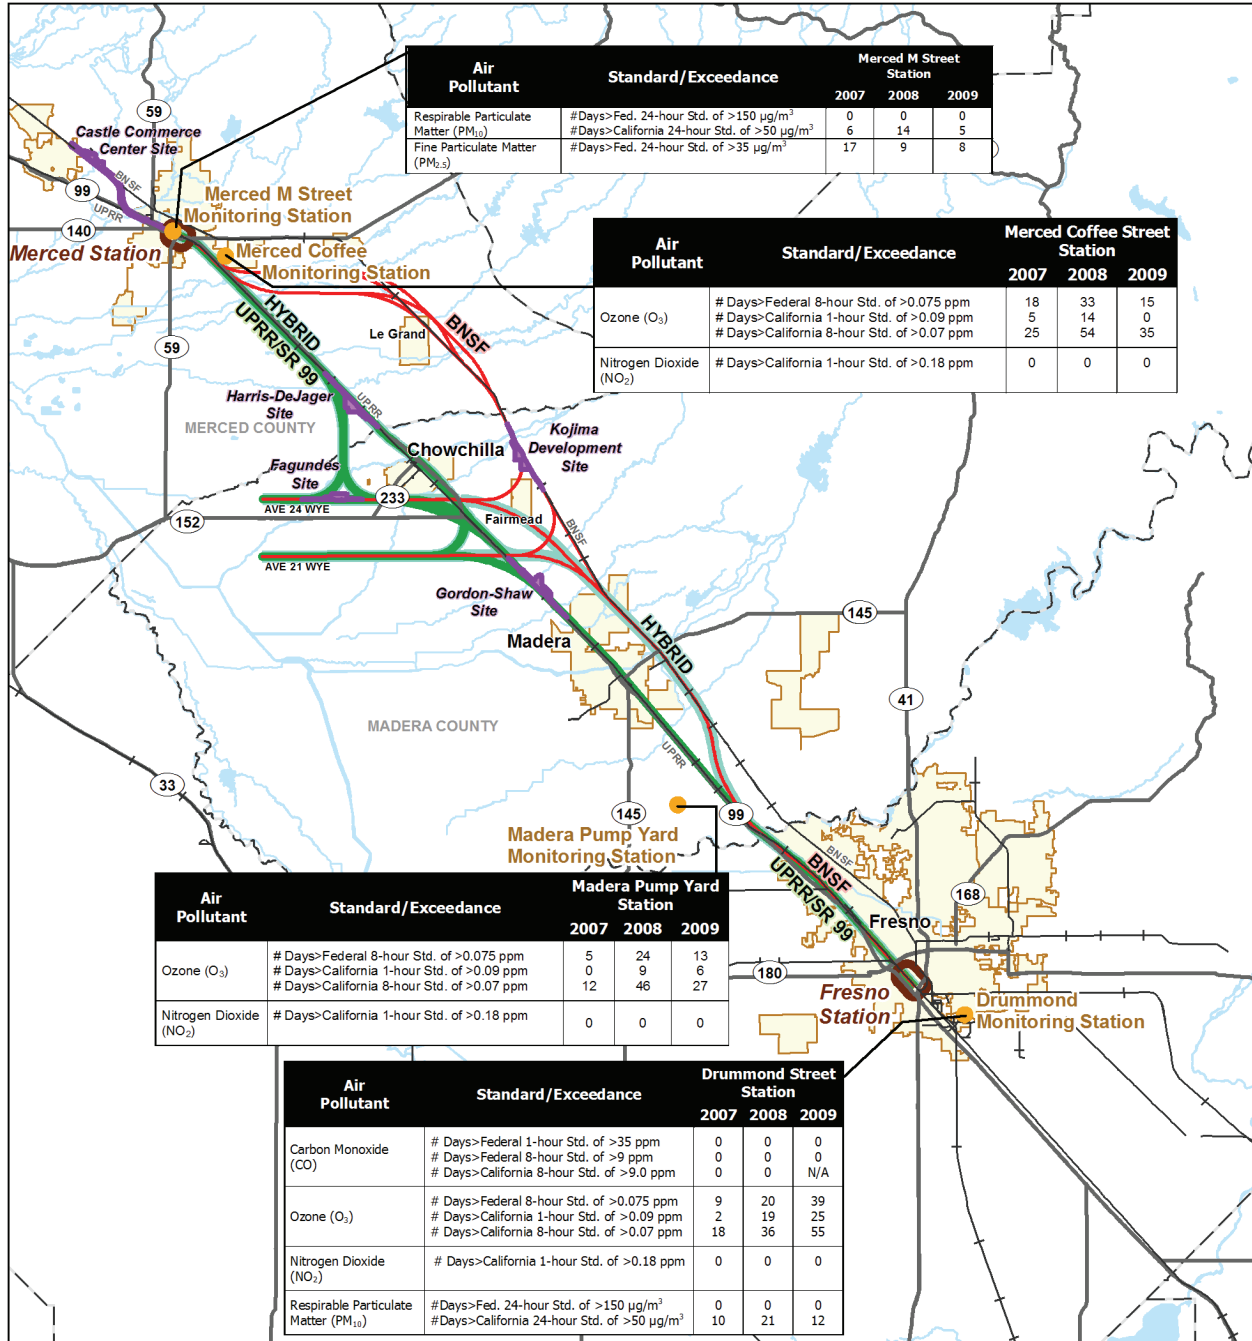 Air Pollutant Standard/Exceedance Merced M Street Station
2007 2008 2009
Respirable Particulate Matter (PM10) #Days>Fed. 24-hour Std. of >150 µg/m³ 0 0 0
#Days>California 24-hour Std. of >50 µg/m³ 6 14 5
Fine Particulate Matter (PM2.5) #Days>Fed. 24-hour Std. of >35 µg/m³ 17 9 8
59
Castle Commerce
Center Site
BNSF
99
UPRR
140
Merced M Street
Monitoring Station
Merced Station
Merced Coffee
Monitoring Station
Air Pollutant Standard/Exceedance Merced Coffee Street Station
2007 2008 2009
Ozone (O3) # Days>Federal 8-hour Std. of >0.075 ppm 18 33 15
# Days>California 1-hour Std. of >0.09 ppm 5 14 0
# Days>California 8-hour Std. of >0.07 ppm 25 54 35
Nitrogen Dioxide (NO2) # Days>California 1-hour Std. of >0.18 ppm 0 0 0
HYBRID
UPRR/SR 99
BNSF
Le Grand
59
Harris-DeJager
Site
UPRR
MERCED COUNTY
Kojima
Development
Site
Chowchilla
Fagundes
Site
233
AVE 24 WYE
152
Fairmead
BNSF
AVE 21 WYE
Gordon-Shaw
Site
Madera
HYBRID
145
41
MADERA COUNTY
UPRR
33
145
99
Madera Pump Yard
Monitoring Station
BNSF
BNSF
UPRR/SR 99
168
Fresno
180
Fresno
Station
Drummond
Monitoring Station
Air Pollutant Standard/Exceedance Madera Pump Yard Station
2007 2008 2009
Ozone (O3) # Days>Federal 8-hour Std. of >0.075 ppm 5 24 13
# Days>California 1-hour Std. of >0.09 ppm 0 9 6
# Days>California 8-hour Std. of >0.07 ppm 12 46 27
Nitrogen Dioxide (NO2) # Days>California 1-hour Std. of >0.18 ppm 0 0 0
Air Pollutant Standard/Exceedance Drummond Street Station
2007 2008 2009
Carbon Monoxide (CO) # Days>Federal 1-hour Std. of >35 ppm 0 0 0
# Days>Federal 8-hour Std. of >9 ppm 0 0 0
# Days>California 8-hour Std. of >9.0 ppm 0 0 N/A
Ozone (O3) # Days>Federal 8-hour Std. of >0.075 ppm 9 20 39
# Days>California 1-hour Std. of >0.09 ppm 2 19 25
# Days>California 8-hour Std. of >0.07 ppm 18 36 55
Nitrogen Dioxide (NO2) # Days>California 1-hour Std. of >0.18 ppm 0 0 0
Respirable Particulate Matter (PM10) #Days>Fed. 24-hour Std. of >150 µg/m³ 0 0 0
#Days>California 24-hour Std. of >50 µg/m³ 10 21 12